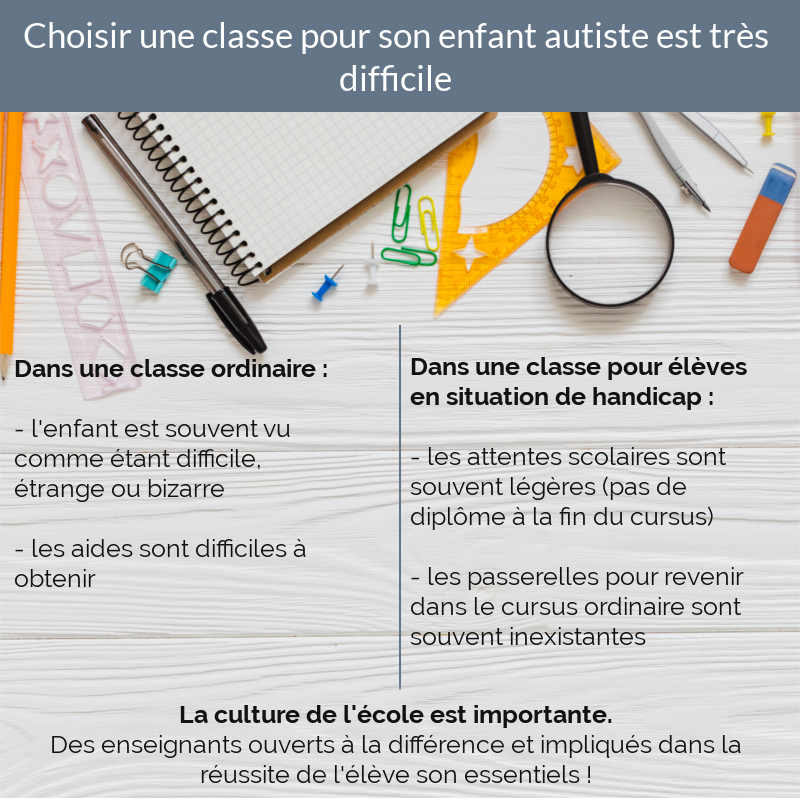 Choisir une classe pour son enfant autiste est très
difficile
Dans une classe ordinaire :
- l'enfant est souvent vu
comme étant difficile,
étrange ou bizarre
- les aides sont difficiles à
obtenir
Dans une classe pour élèves
en situation de handicap :
- les attentes scolaires sont
souvent légères (pas de
diplôme à la fin du cursus)
- les passerelles pour revenir
dans le cursus ordinaire sont
souvent inexistantes
La culture de l'école est importante.
Des enseignants ouverts à la différence et impliqués dans la
réussite de l'élève son essentiels !